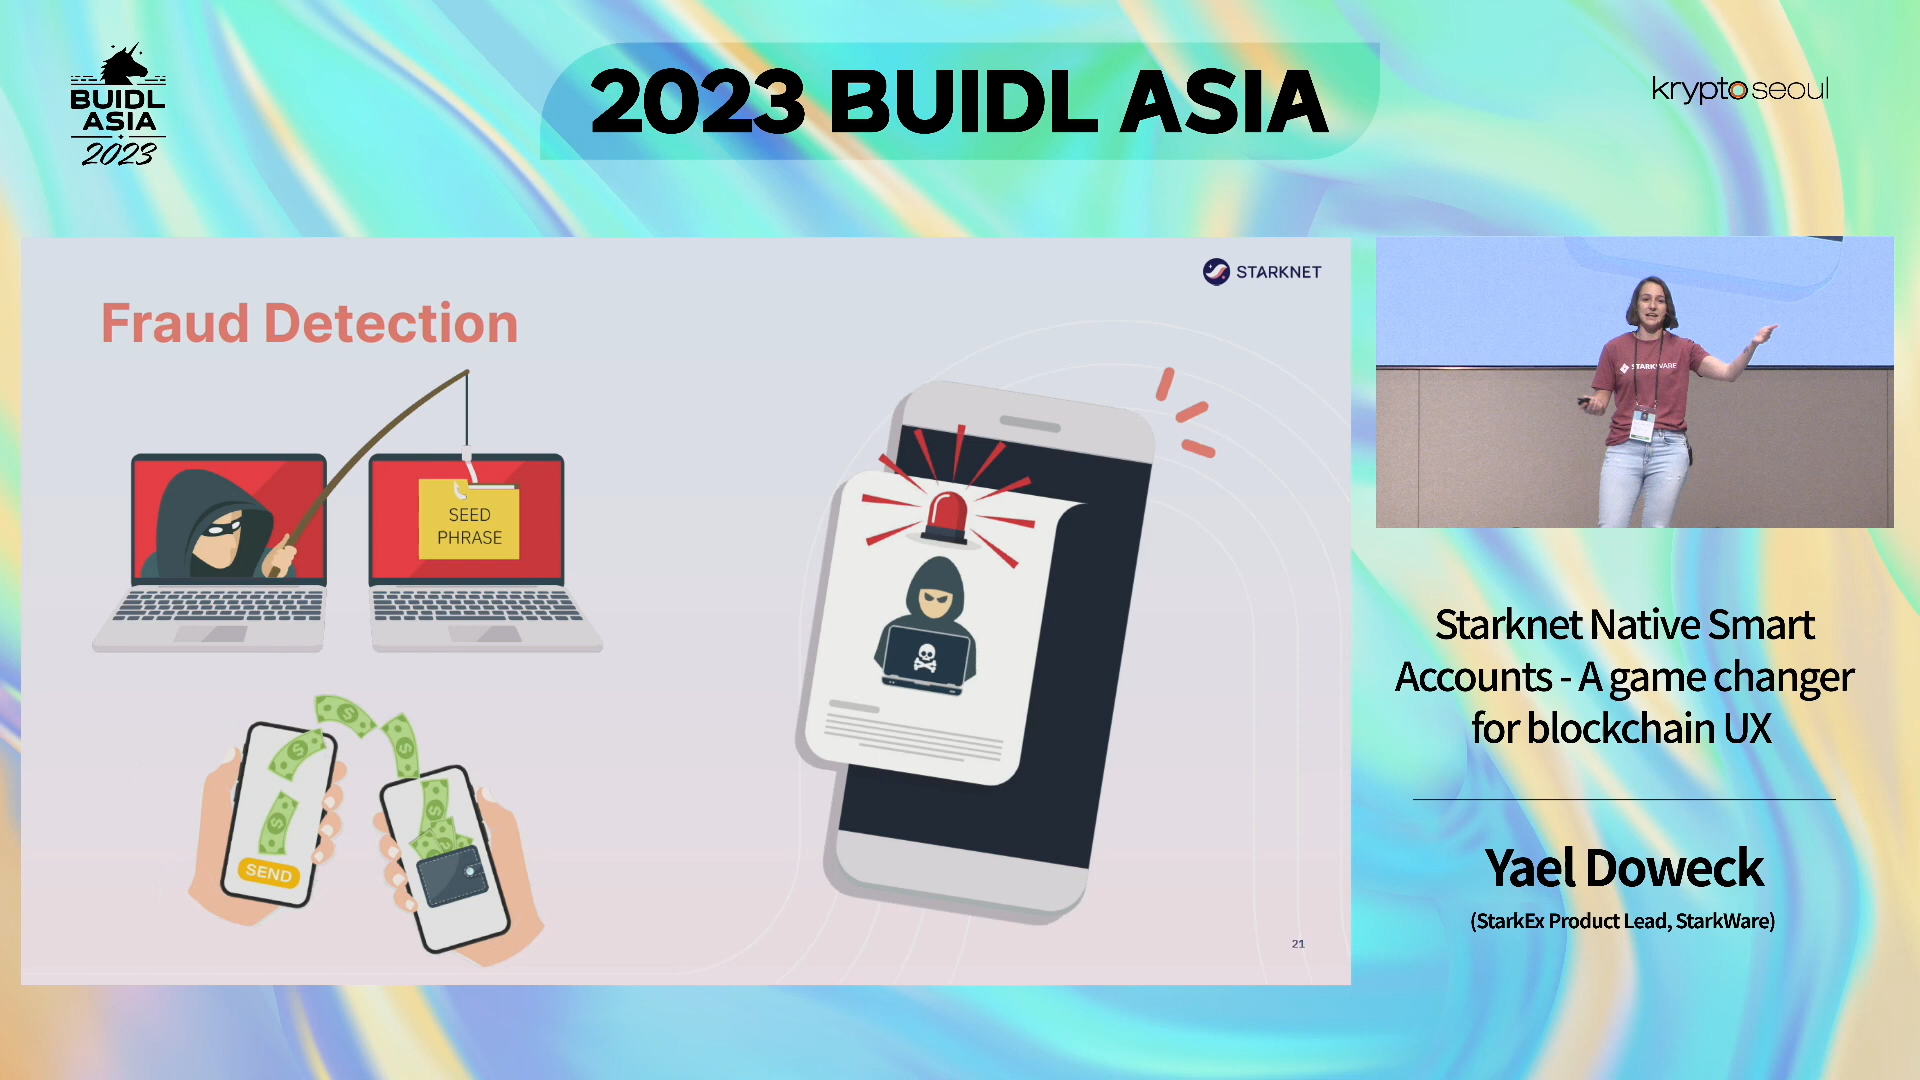 BUIDL
ASIA
2023
2023 BUIDL ASIA
kryptoseoul
STARKNET
Fraud Detection
SEED
PHRASE
SEND
21
STARKWARE
Starknet Native Smart
Accounts - A game changer
for blockchain UX
Yael Doweck
(StarkEx Product Lead, StarkWare)